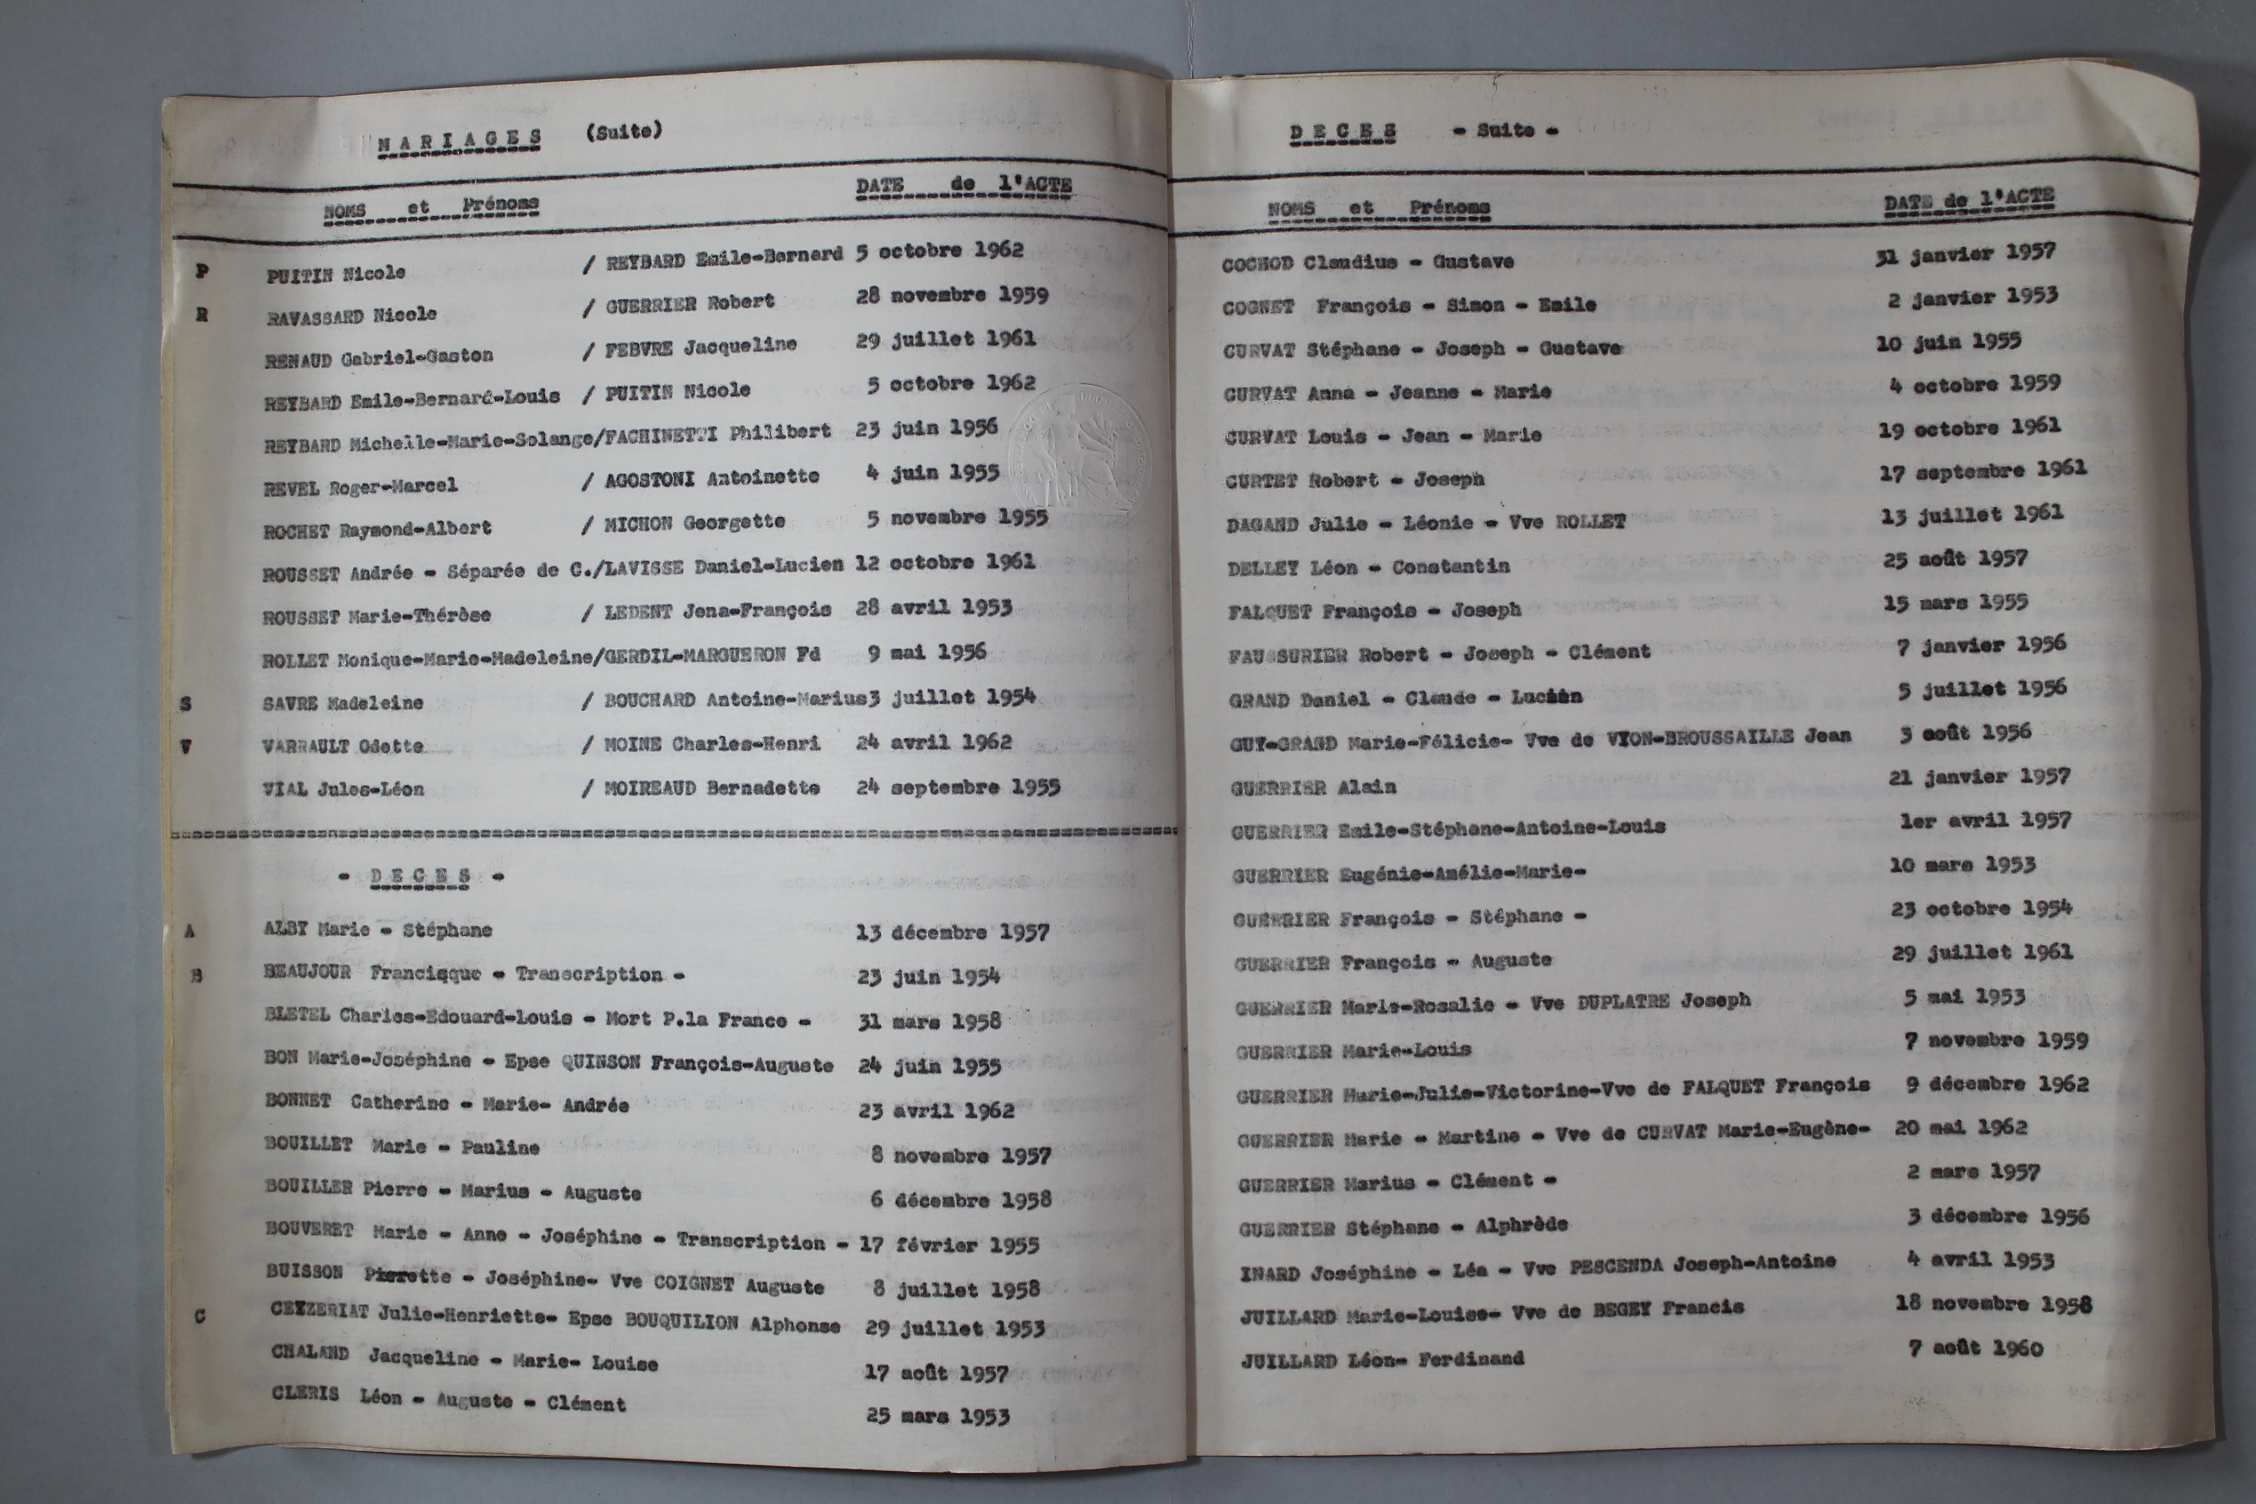 MARIAGES (Suite)
NOMS et Prénoms DATE de l'ACTE
P PUITIN Nicole / REYBARD Emile-Bernard 5 octobre 1962
R RAVASSARD Nicole / GUERRIER Robert 28 novembre 1959
RENAUD Gabriel-Gaston / FEBVRE Jacqueline 29 juillet 1961
REYBARD Emile-Bernard-Louis / PUITIN Nicole 5 octobre 1962
REYBARD Michelle-Marie-Solange/FACHINETTI Philibert 23 juin 1956
REVEL Roger-Marcel / AGOSTONI Antoinette 4 juin 1955
ROCHET Raymond-Albert / MICHON Georgette 5 novembre 1955
ROUSSET Andrée - Séparée de C./LAVISSE Daniel-Lucien 12 octobre 1961
ROUSSET Marie-Thérèse / LEDENT Jena-François 28 avril 1953
ROLLET Monique-Marie-Madeleine/GERDIL-MARGUERON Fd 9 mai 1956
S SAVRE Madeleine / BOUCHARD Antoine-Marius3 juillet 1954
V VARRAULT Odette / MOINE Charles-Henri 24 avril 1962
VIAL Jules-Léon / MOIREAUD Bernadette 24 septembre 1955
- DECES -
A ALBY Marie - Stéphane 13 décembre 1957
B BEAUJOUR Francisque - Transcription - 23 juin 1954
BLETEL Charles-Edouard-Louis - Mort P.la France - 31 mars 1958
BON Marie-Joséphine - Epse QUINSON François-Auguste 24 juin 1955
BONNET Catherine - Marie- Andrée 23 avril 1962
BOUILLET Marie - Pauline 8 novembre 1957
BOUILLER Pierre - Marius - Auguste 6 décembre 1958
BOUVERET Marie - Anne - Joséphine - Transcription - 17 février 1955
BUISSON Pierette - Joséphine- Vve COIGNET Auguste 8 juillet 1958
C CEYZERIAT Julie-Henriette- Epse BOUQUILION Alphonse 29 juillet 1953
CHALAND Jacqueline - Marie- Louise 17 août 1957
CLERIS Léon - Auguste - Clément 25 mars 1953
DECES - Suite -
NOMS et Prénoms DATE de l'ACTE
COCHOD Claudius - Gustave 31 janvier 1957
COGNET François - Simon - Emile 2 janvier 1953
CURVAT Stéphane - Joseph - Gustave 10 juin 1955
CURVAT Anna - Jeanne - Marie 4 octobre 1959
CURVAT Louis - Jean - Marie 19 octobre 1961
CURTET Robert - Joseph 17 septembre 1961
DAGAND Julie - Léonie - Vve ROLLET 13 juillet 1961
DELLEY Léon - Constantin 25 août 1957
FALQUET François - Joseph 15 mars 1955
FAUSSURIER Robert - Joseph - Clément 7 janvier 1956
GRAND Daniel - Claude - Lucien 5 juillet 1956
GUY-GRAND Marie-Félicie- Vve de VYON-BROUSSAILLE Jean 3 août 1956
GUERRIER Alain 21 janvier 1957
GUERRIER Emile-Stéphane-Antoine-Louis 1er avril 1957
GUERRIER Eugénie-Amélie-Marie- 10 mars 1953
GUERRIER François - Stéphane - 23 octobre 1954
GUERRIER François - Auguste 29 juillet 1961
GUERRIER Marie-Rosalie - Vve DUPLATRE Joseph 5 mai 1953
GUERRIER Marie-Louis 7 novembre 1959
GUERRIER Marie-Julie-Victorine-Vve de FALQUET François 9 décembre 1962
GUERRIER Marie - Martine - Vve de CURVAT Marie-Eugène- 20 mai 1962
GUERRIER Marius - Clément - 2 mars 1957
GUERRIER Stéphane - Alphrède 3 décembre 1956
INARD Joséphine - Léa - Vve PESCENDA Joseph-Antoine 4 avril 1953
JUILLARD Marie-Louise- Vve de BEGEY Francis 18 novembre 1958
JUILLARD Léon- Ferdinand 7 août 1960